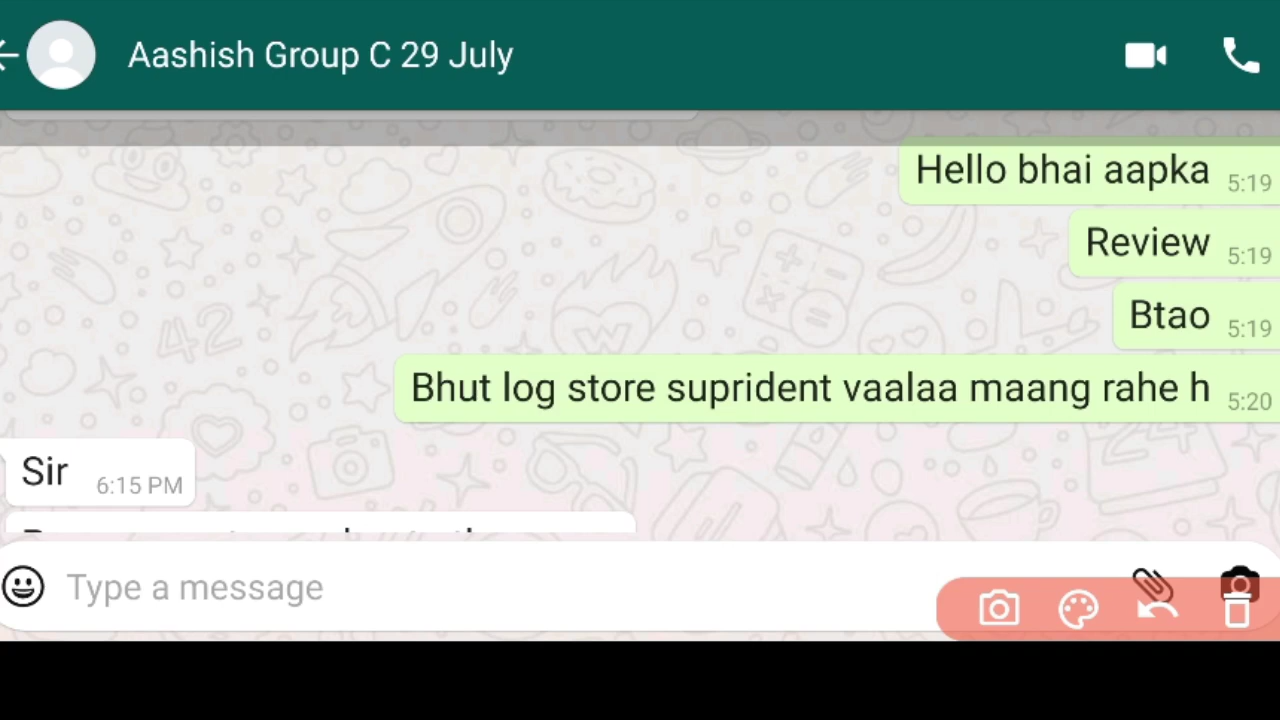 Aashish Group C 29 July
Hello bhai aapka 5:19
Review 5:19
Btao 5:19
Bhut log store suprident vaalaa maang rahe h 5:20
Sir 6:15 PM
Type a message